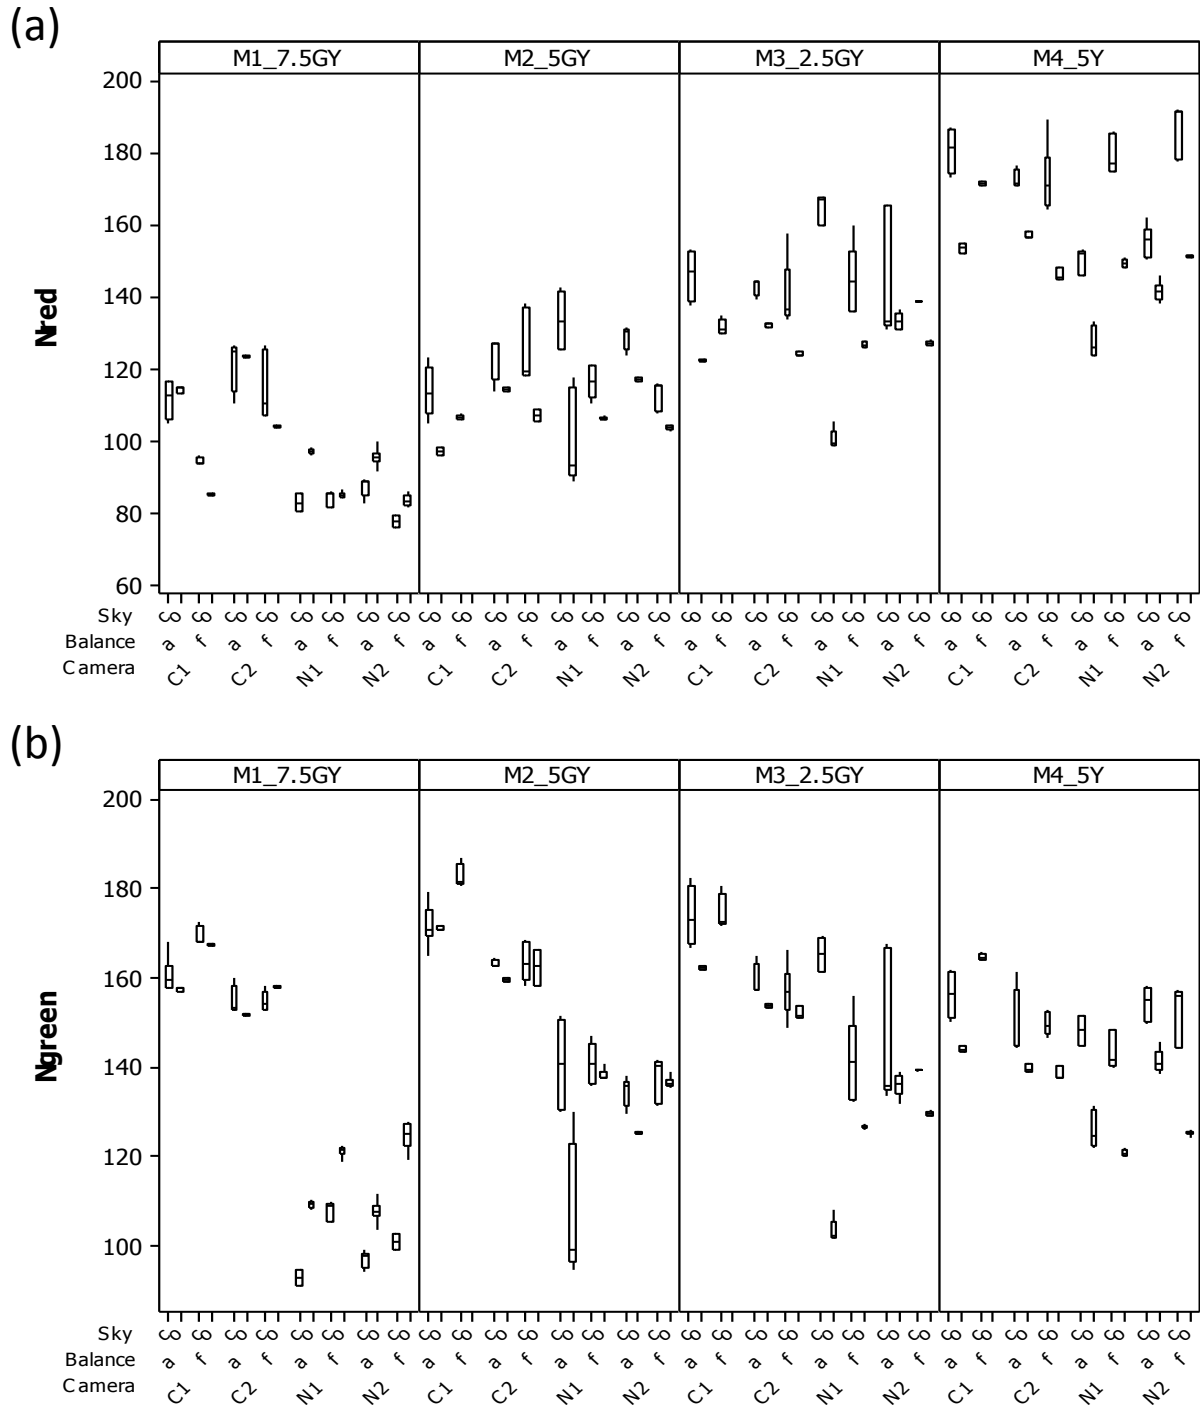 (a)
M1_7.5GY M2_5GY M3_2.5GY M4_5Y
200
180
160
140
120
100
80
60
Nred
Sky
Balance a f a f a f a f a f a f a f a f a f a f a f a f a f a f a f a f
Camera C1 C2 N1 N2 C1 C2 N1 N2 C1 C2 N1 N2 C1 C2 N1 N2
(b)
M1_7.5GY M2_5GY M3_2.5GY M4_5Y
200
180
160
140
120
100
Ngreen
Sky
Balance a f a f a f a f a f a f a f a f a f a f a f a f a f a f a f a f
Camera C1 C2 N1 N2 C1 C2 N1 N2 C1 C2 N1 N2 C1 C2 N1 N2